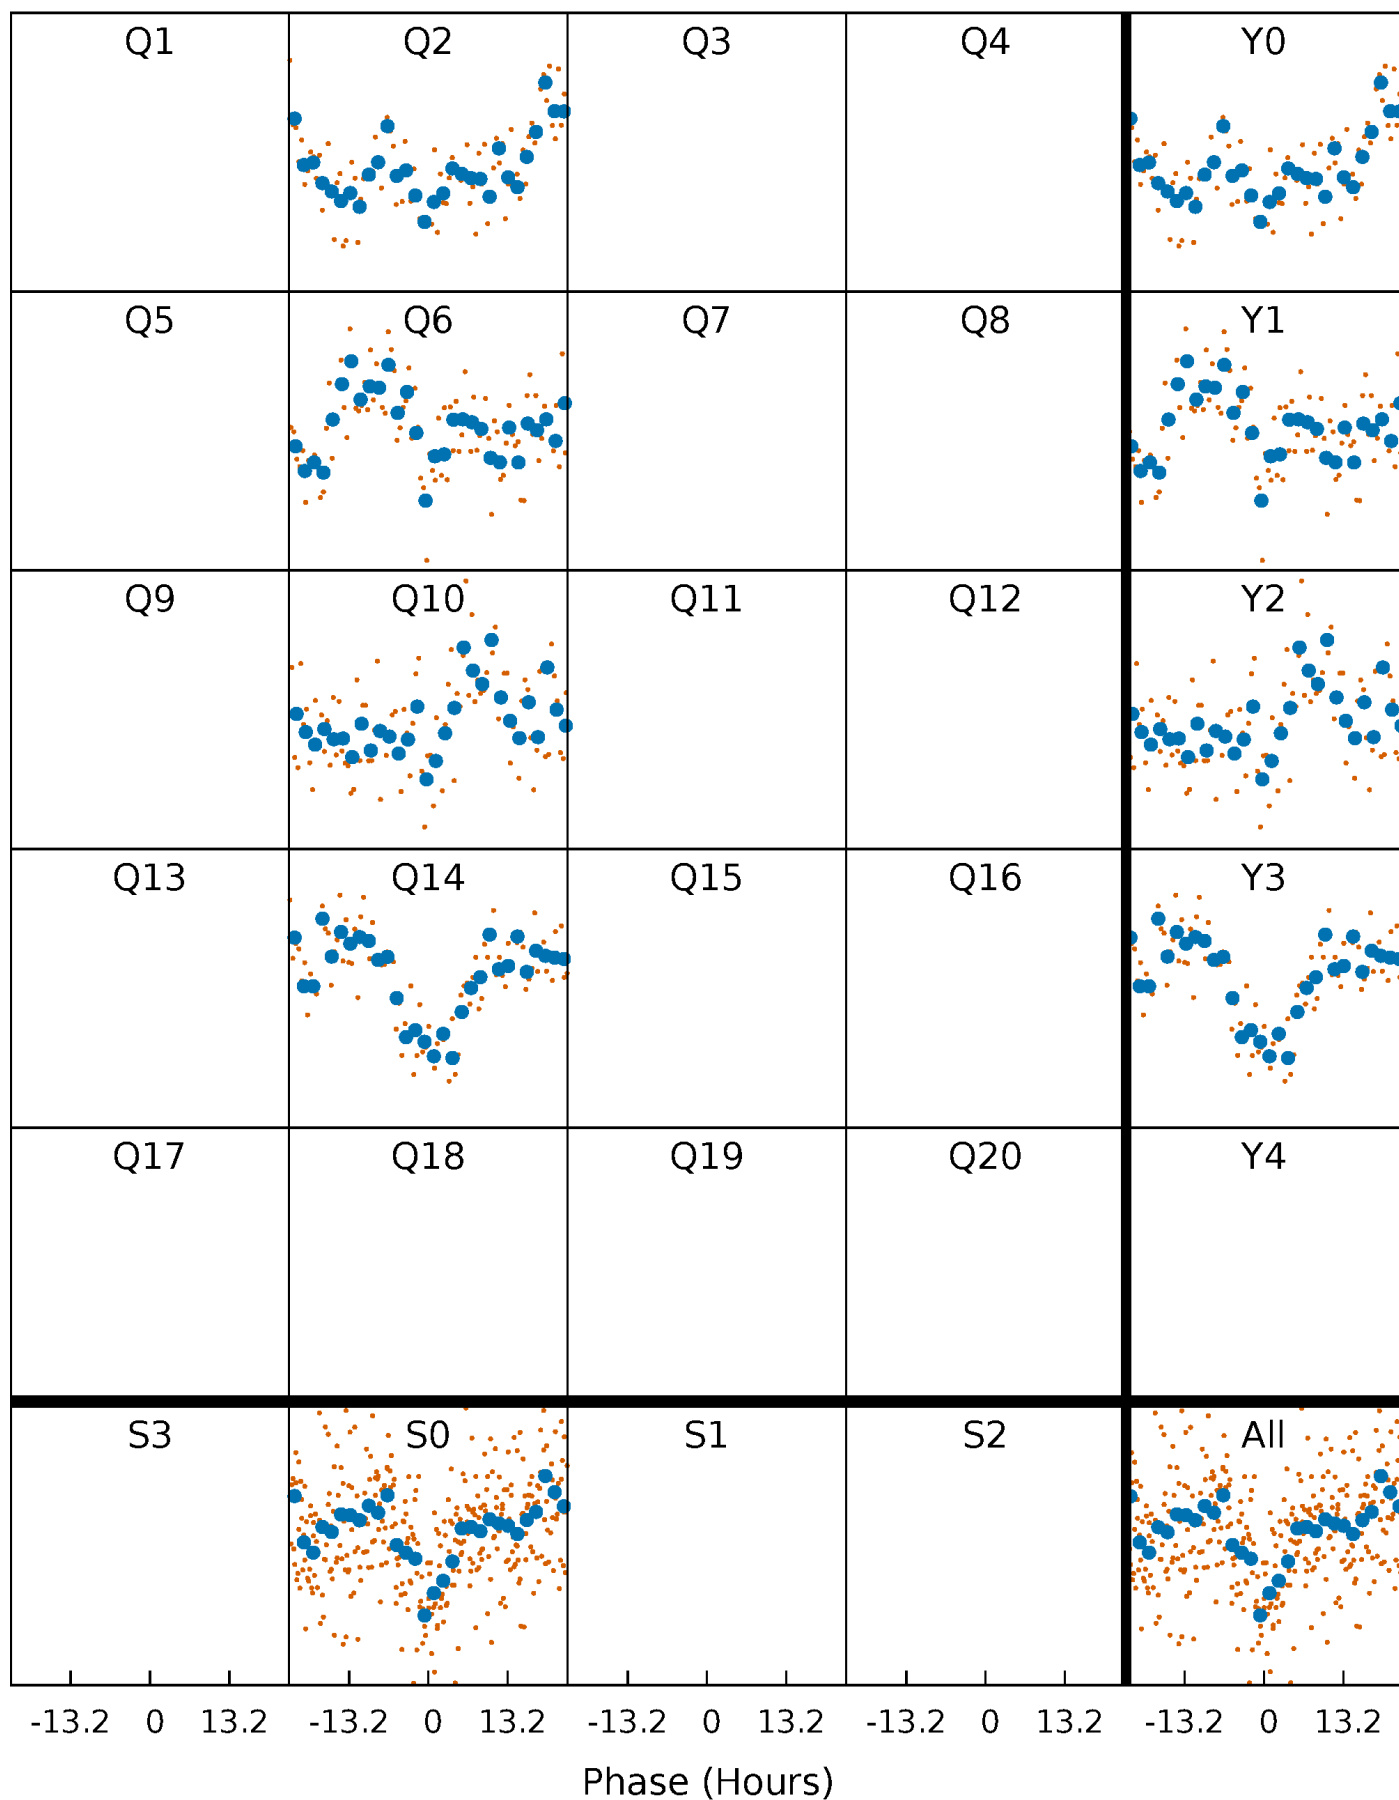 Q1 Q2 Q3 Q4 Y0
Q5 Q6 Q7 Q8 Y1
Q9 Q10 Q11 Q12 Y2
Q13 Q14 Q15 Q16 Y3
Q17 Q18 Q19 Q20 Y4
S3 S0 S1 S2 All
-13.2 0 13.2 -13.2 0 13.2 -13.2 0 13.2 -13.2 0 13.2 -13.2 0 13.2
Phase (Hours)